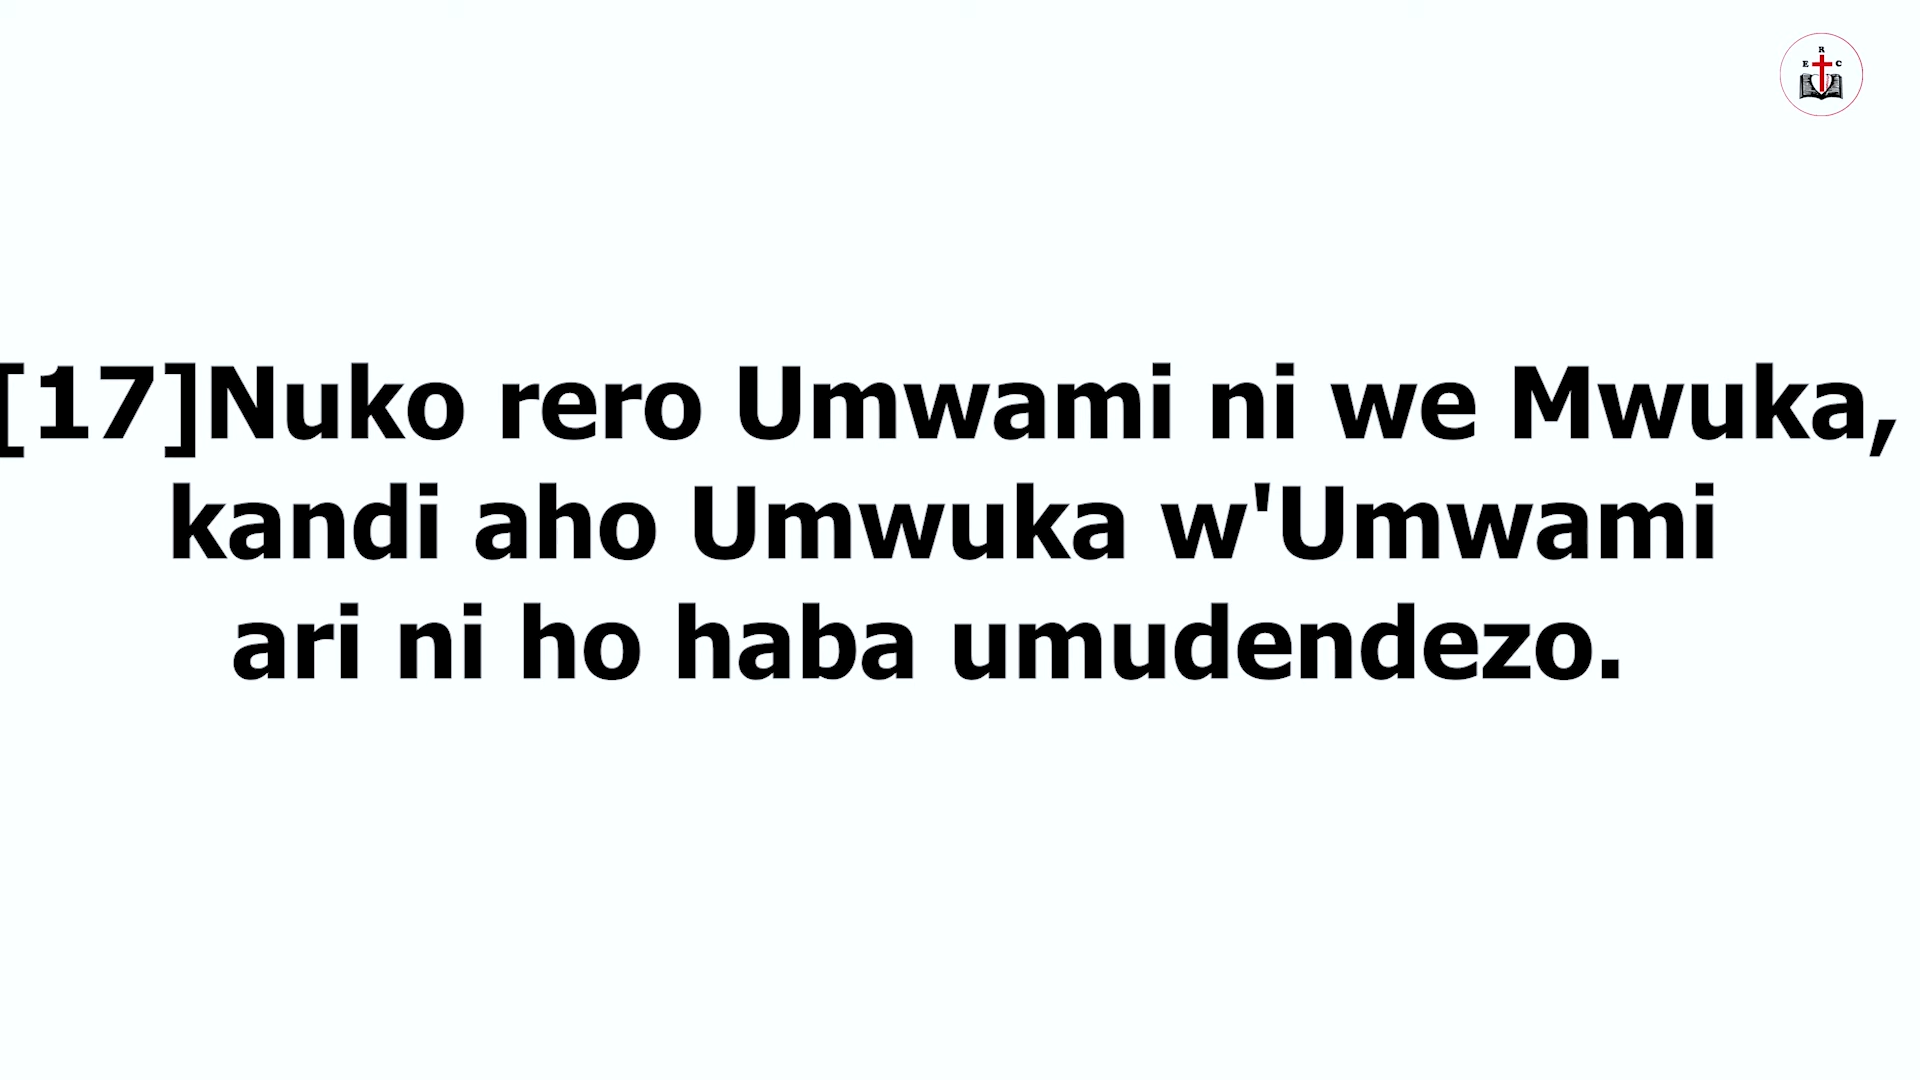 R
E C
[17]Nuko rero Umwami ni we Mwuka,
kandi aho Umwuka w'Umwami
ari ni ho haba umudendezo.